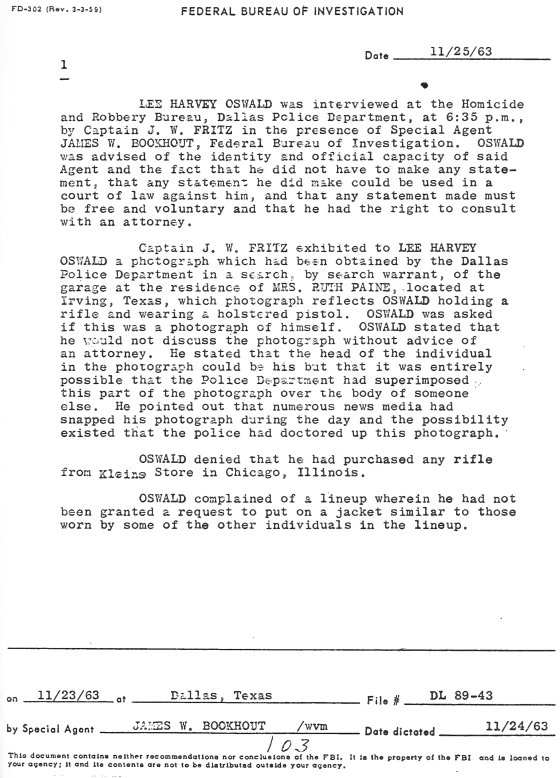 FD-302 (Rev. 3-3-59)
FEDERAL BUREAU OF INVESTIGATION
Date 11/25/63
1
LEE HARVEY OSWALD was interviewed at the Homicide
and Robbery Bureau, Dallas Police Department, at 6:35 p.m.,
by Captain J. W. FRITZ in the presence of Special Agent
JAMES W. BOOKHOUT, Federal Bureau of Investigation. OSWALD
was advised of the identity and official capacity of said
Agent and the fact that he did not have to make any state-
ment, that any statement he did make could be used in a
court of law against him, and that any statement made must
be free and voluntary and that he had the right to consult
with an attorney.
Captain J. W. FRITZ exhibited to LEE HARVEY
OSWALD a photograph which had been obtained by the Dallas
Police Department in a search, by search warrant, of the
garage at the residence of MRS. RUTH PAINE, located at
Irving, Texas, which photograph reflects OSWALD holding a
rifle and wearing a holstered pistol. OSWALD was asked
if this was a photograph of himself. OSWALD stated that
he would not discuss the photograph without advice of
an attorney. He stated that the head of the individual
in the photograph could be his but that it was entirely
possible that the Police Department had superimposed
this part of the photograph over the body of someone
else. He pointed out that numerous news media had
snapped his photograph during the day and the possibility
existed that the police had doctored up this photograph.
OSWALD denied that he had purchased any rifle
from Kleins Store in Chicago, Illinois.
OSWALD complained of a lineup wherein he had not
been granted a request to put on a jacket similar to those
worn by some of the other individuals in the lineup.
on 11/23/63 at Dallas, Texas File # DL 89-43
by Special Agent JAMES W. BOOKHOUT /wvm Date dictated 11/24/63
103
This document contains neither recommendations nor conclusions of the FBI. It is the property of the FBI and is loaned to
your agency; it and its contents are not to be distributed outside your agency.